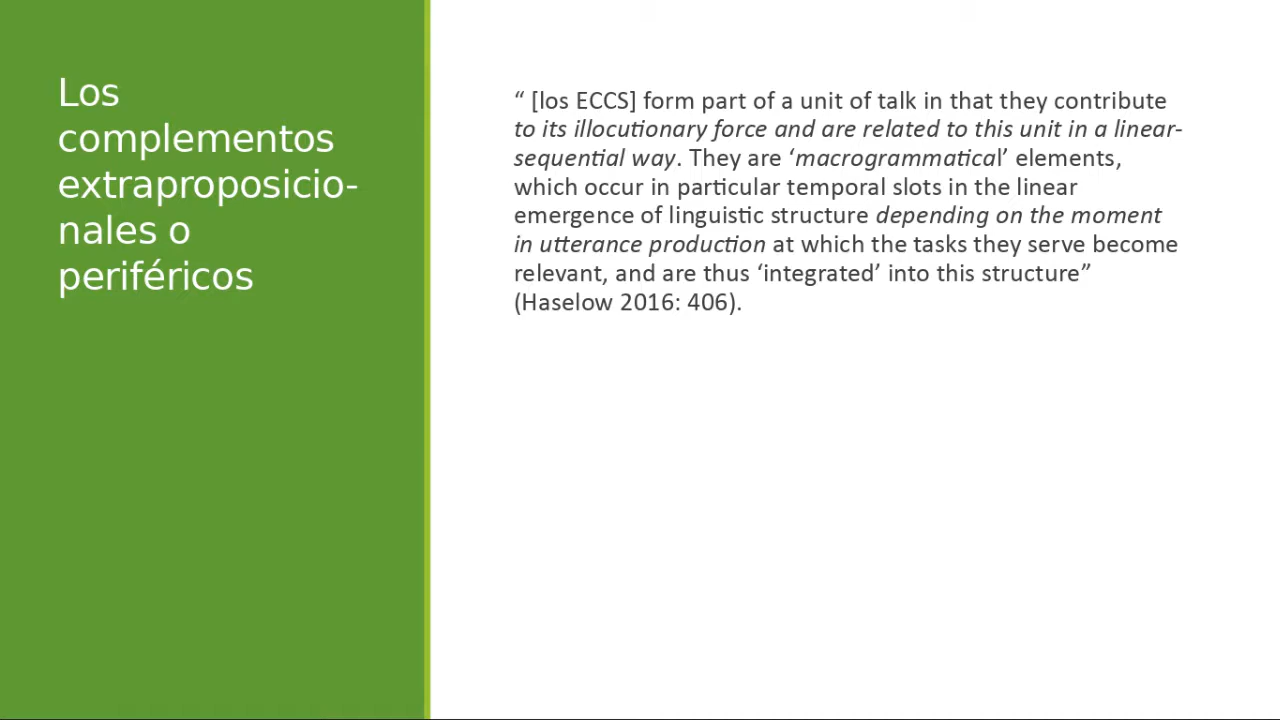 Los
complementos
extraproposicio-
nales o
periféricos
“ [los ECCS] form part of a unit of talk in that they contribute
to its illocutionary force and are related to this unit in a linear-
sequential way. They are ‘macrogrammatical’ elements,
which occur in particular temporal slots in the linear
emergence of linguistic structure depending on the moment
in utterance production at which the tasks they serve become
relevant, and are thus ‘integrated’ into this structure”
(Haselow 2016: 406).